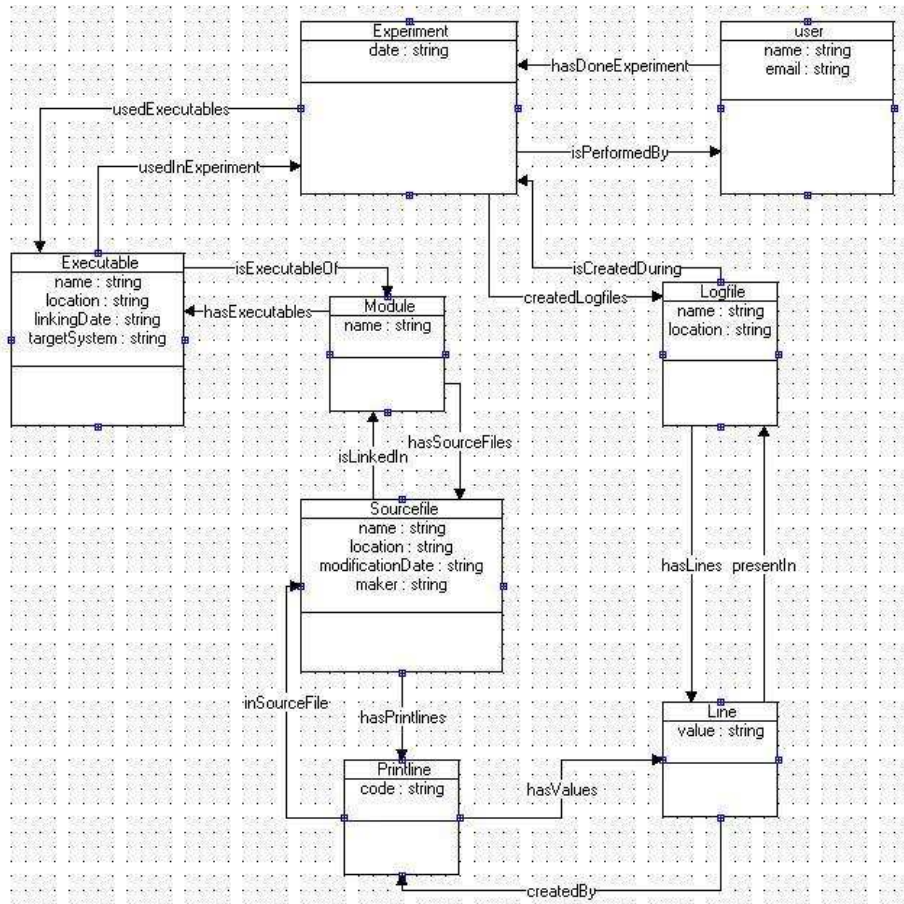 Experiment
date : string
user
name : string
email : string
hasDoneExperiment
usedExecutables
isPerformedBy
usedInExperiment
Executable
name : string
location : string
linkingDate : string
targetSystem : string
isExecutableOf
hasExecutables
Module
name : string
isCreatedDuring
createdLogfiles
Logfile
name : string
location : string
hasSourceFiles
isLinkedIn
Sourcefile
name : string
location : string
modificationDate : string
maker : string
hasLines
presentIn
inSourceFile
hasPrintlines
Line
value : string
Printline
code : string
hasValues
createdBy